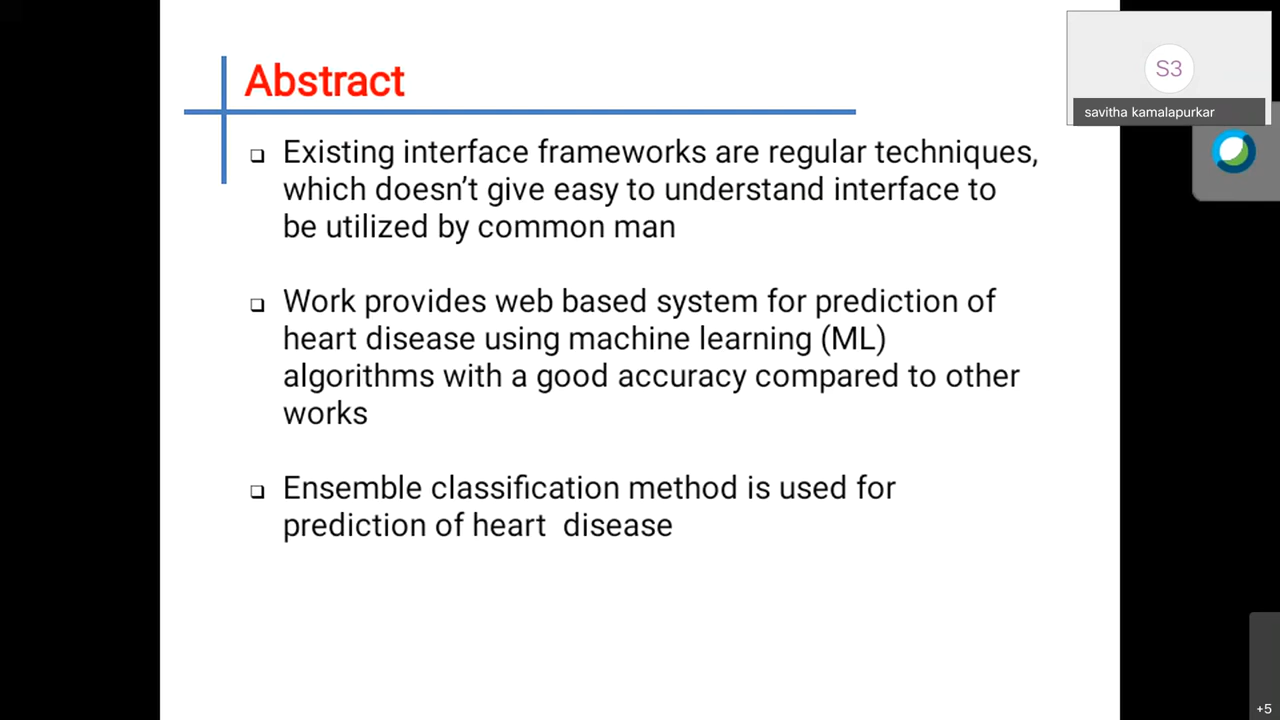 Abstract
Existing interface frameworks are regular techniques,
which doesn’t give easy to understand interface to
be utilized by common man
Work provides web based system for prediction of
heart disease using machine learning (ML)
algorithms with a good accuracy compared to other
works
Ensemble classification method is used for
prediction of heart  disease
S3
savitha kamalapurkar
+5